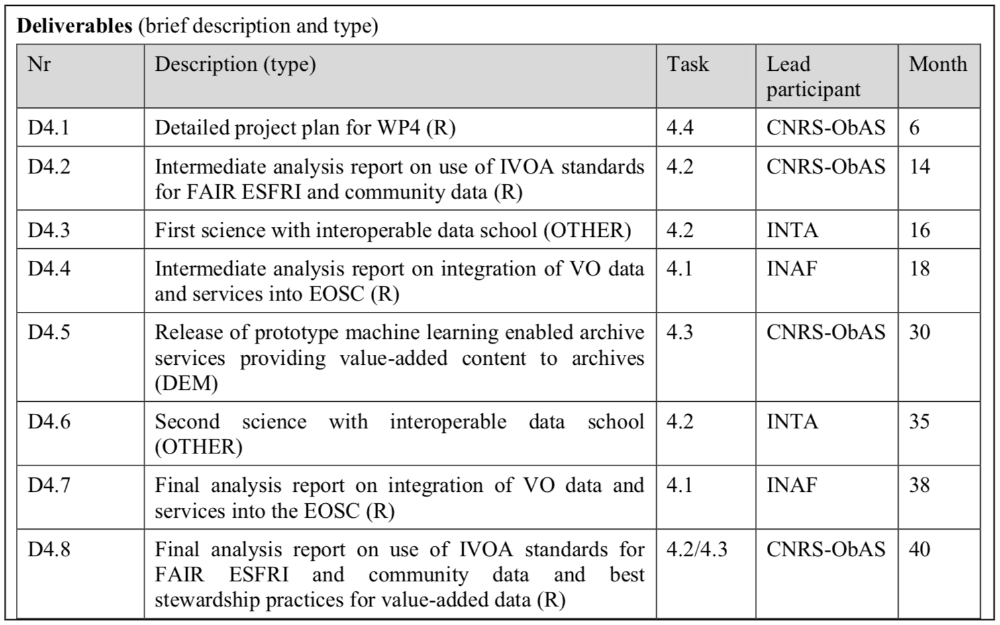 Deliverables (brief description and type)
Nr Description (type) Task Lead participant Month
D4.1 Detailed project plan for WP4 (R) 4.4 CNRS-ObAS 6
D4.2 Intermediate analysis report on use of IVOA standards 4.2 CNRS-ObAS 14
for FAIR ESFRI and community data (R)
D4.3 First science with interoperable data school (OTHER) 4.2 INTA 16
D4.4 Intermediate analysis report on integration of VO data 4.1 INAF 18
and services into EOSC (R)
D4.5 Release of prototype machine learning enabled archive 4.3 CNRS-ObAS 30
services providing value-added content to archives
(DEM)
D4.6 Second science with interoperable data school 4.2 INTA 35
(OTHER)
D4.7 Final analysis report on integration of VO data and 4.1 INAF 38
services into the EOSC (R)
D4.8 Final analysis report on use of IVOA standards for 4.2/4.3 CNRS-ObAS 40
FAIR ESFRI and community data and best
stewardship practices for value-added data (R)